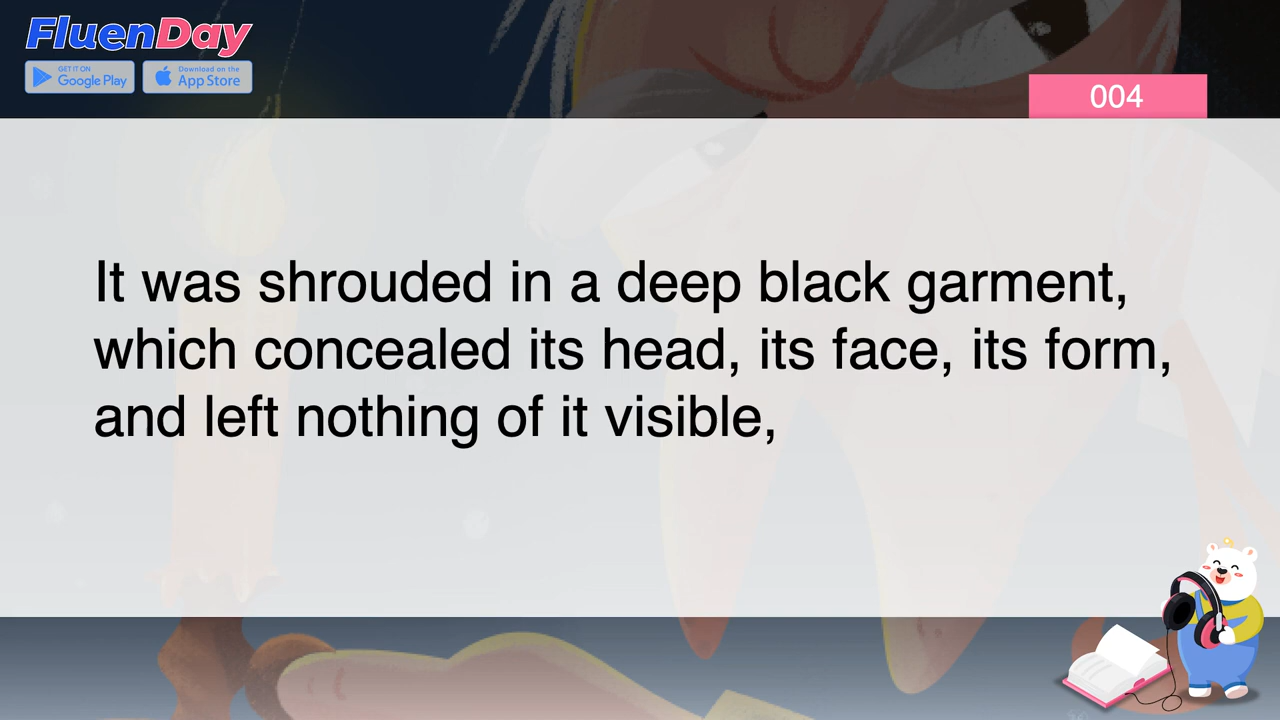 FluenDay
GET IT ON
Google Play
Download on the
App Store
004
It was shrouded in a deep black garment,
which concealed its head, its face, its form,
and left nothing of it visible,